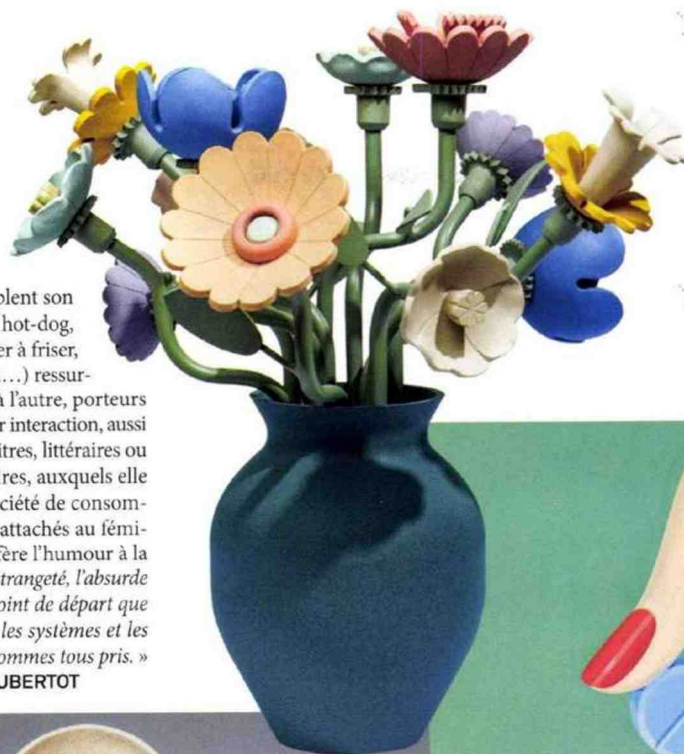 plent son
hot-dog,
er à friser,
…) ressur-
à l'autre, porteurs
r interaction, aussi
itres, littéraires ou
ires, auxquels elle
ciété de consom-
attachés au fémi-
fère l'humour à la
trangeté, l'absurde
oint de départ que
les systèmes et les
ommes tous pris. »
UBERTOT